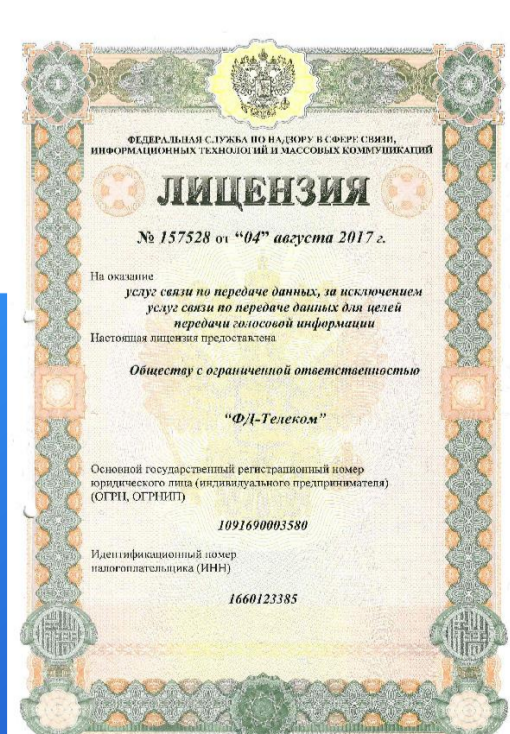 ФЕДЕРАЛЬНАЯ СЛУЖБА ПО НАДЗОРУ В СФЕРЕ СВЯЗИ,
ИНФОРМАЦИОННЫХ ТЕХНОЛОГИЙ И МАССОВЫХ КОММУНИКАЦИЙ
ЛИЦЕНЗИЯ
№ 157528 от “04” августа 2017 г.
На оказание
услуг связи по передаче данных, за исключением
услуг связи по передаче данных для целей
передачи голосовой информации
Настоящая лицензия предоставлена
Обществу с ограниченной ответственностью
“ФД-Телеком”
Основной государственный регистрационный номер
юридического лица (индивидуального предпринимателя)
(ОГРН, ОГРНИП)
1091690003580
Идентификационный номер
налогоплательщика (ИНН)
1660123385